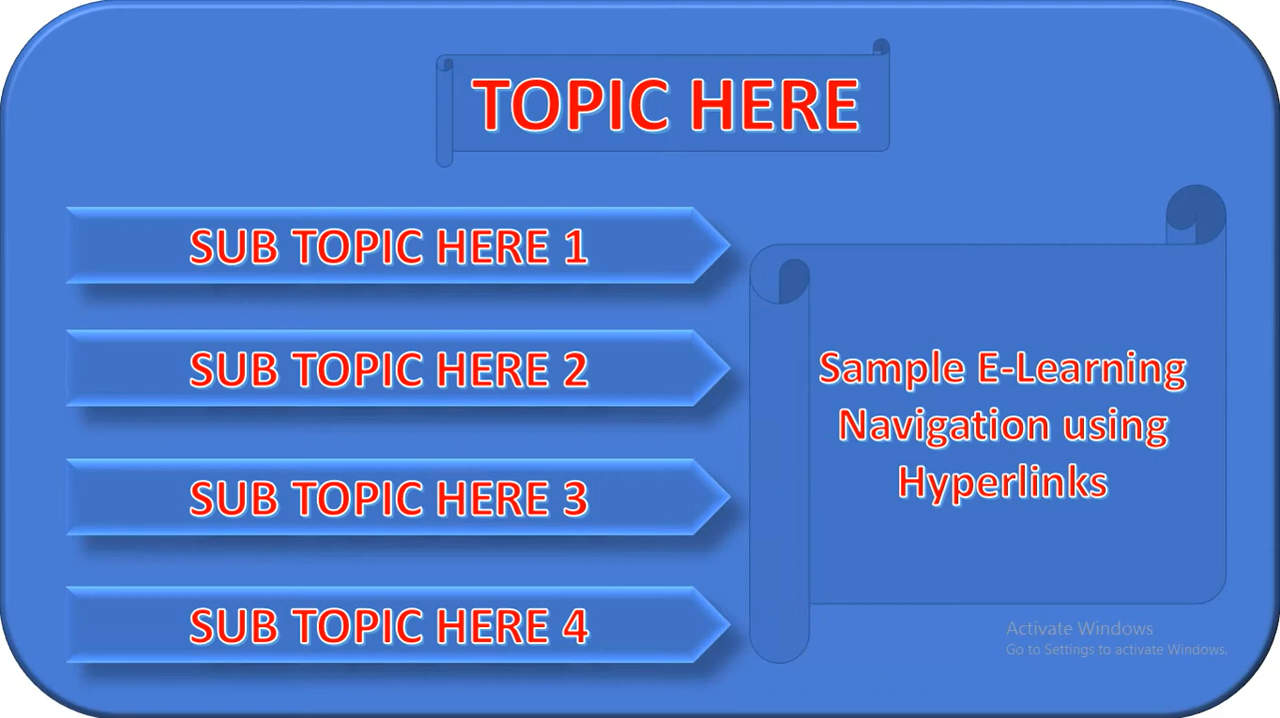 TOPIC HERE
SUB TOPIC HERE 1
SUB TOPIC HERE 2
SUB TOPIC HERE 3
SUB TOPIC HERE 4
Sample E-Learning
Navigation using
Hyperlinks
Activate Windows
Go to Settings to activate Windows.